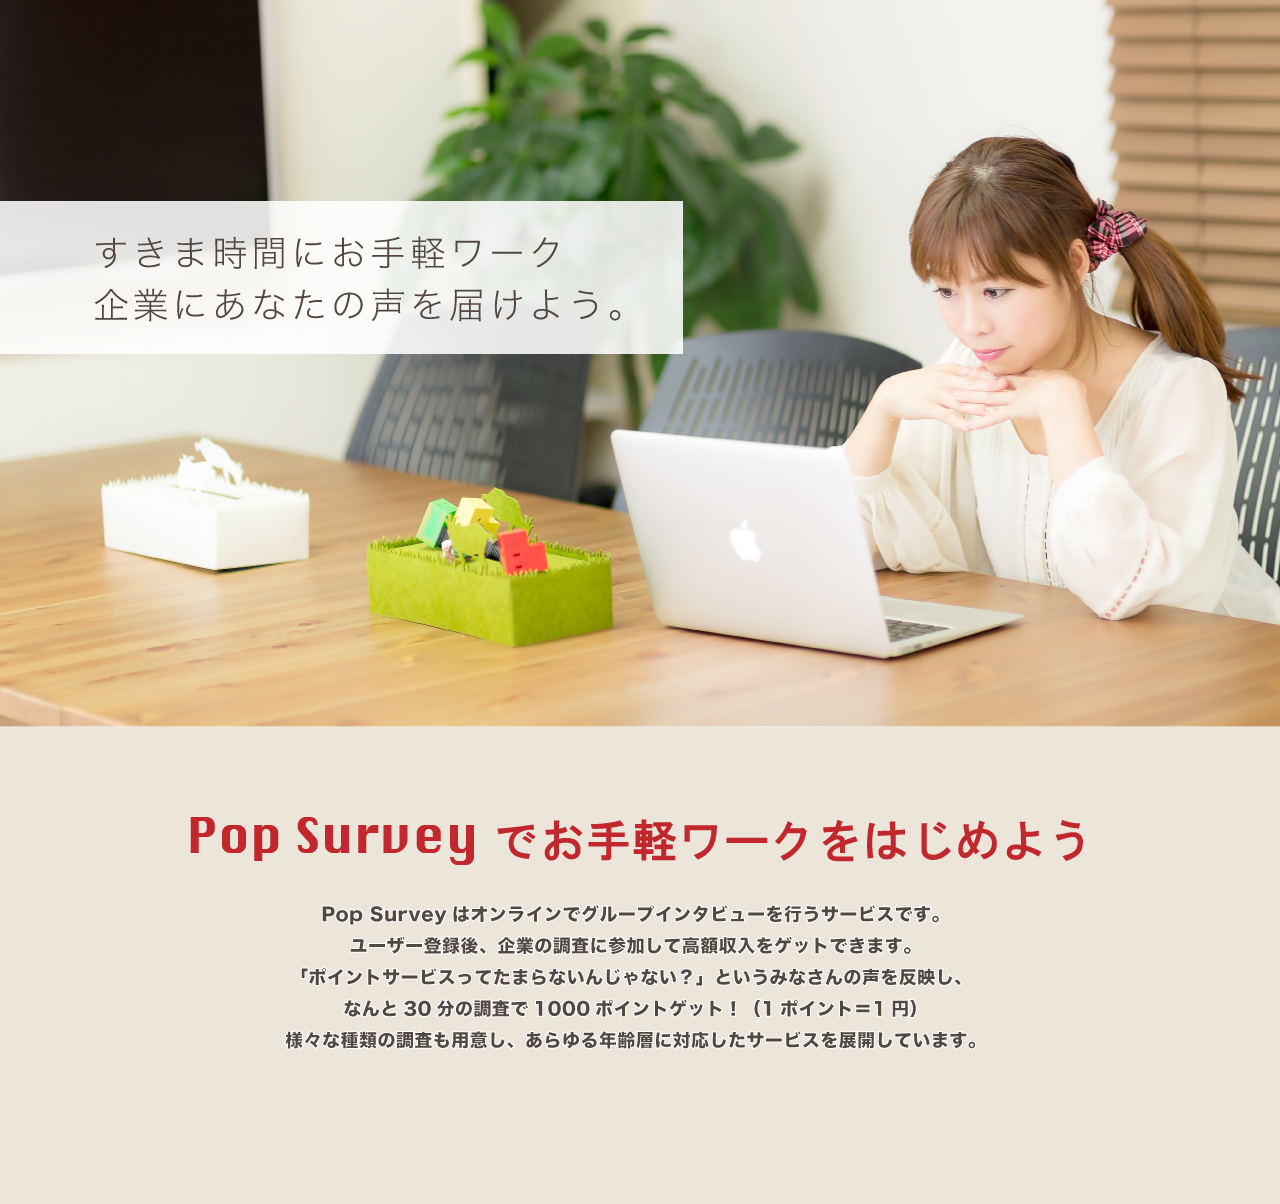 すきま時間にお手軽ワーク
企業にあなたの声を届けよう。
Pop Survey でお手軽ワークをはじめよう
Pop Survey はオンラインでグループインタビューを行うサービスです。
ユーザー登録後、企業の調査に参加して高額収入をゲットできます。
「ポイントサービスってたまらないんじゃない？」というみなさんの声を反映し、
なんと 30 分の調査で 1000 ポイントゲット！（1 ポイント＝1 円）
様々な種類の調査も用意し、あらゆる年齢層に対応したサービスを展開しています。